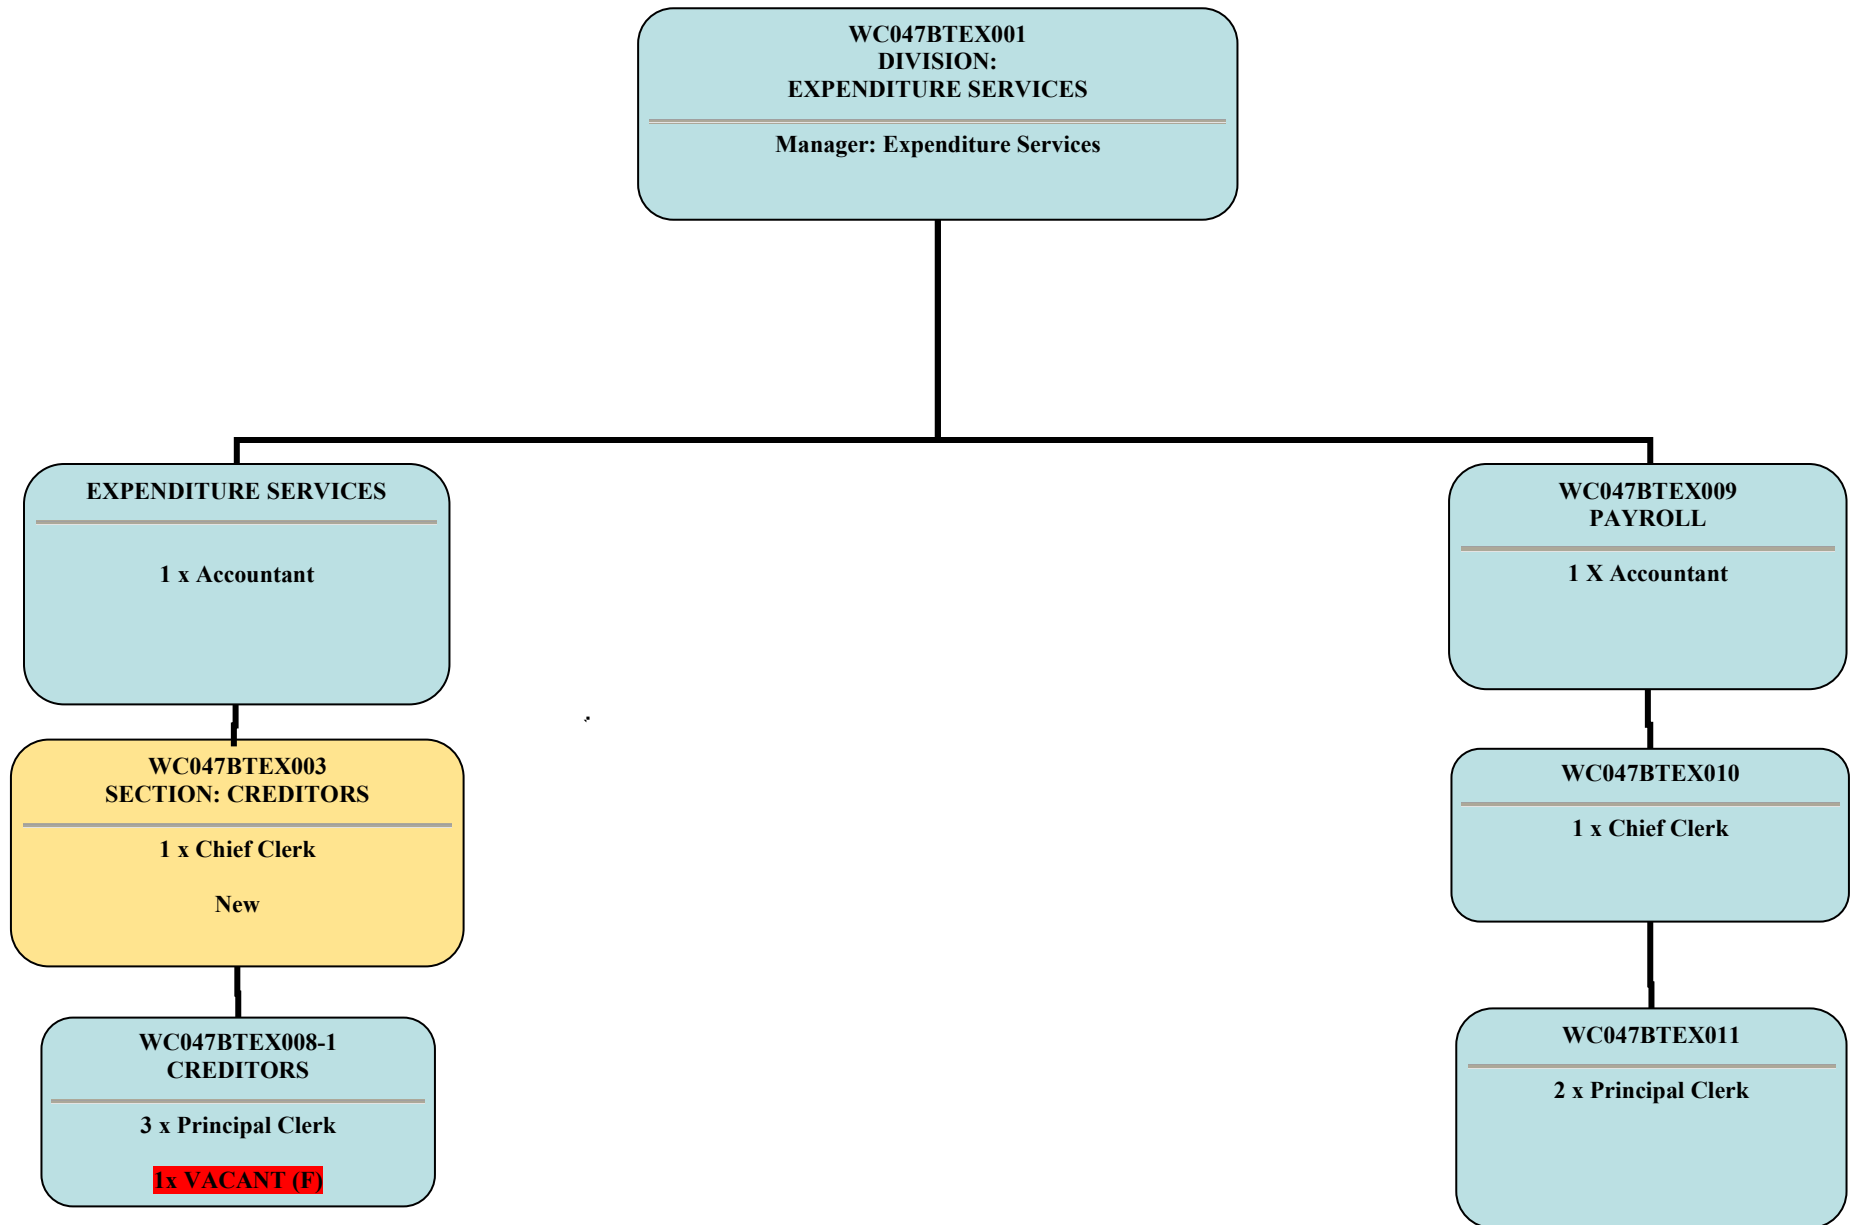 WC047BTEX001
DIVISION:
EXPENDITURE SERVICES
Manager: Expenditure Services
EXPENDITURE SERVICES
1 x Accountant
WC047BTEX003
SECTION: CREDITORS
1 x Chief Clerk
New
WC047BTEX008-1
CREDITORS
3 x Principal Clerk
1x VACANT (F)
WC047BTEX009
PAYROLL
1 X Accountant
WC047BTEX010
1 x Chief Clerk
WC047BTEX011
2 x Principal Clerk